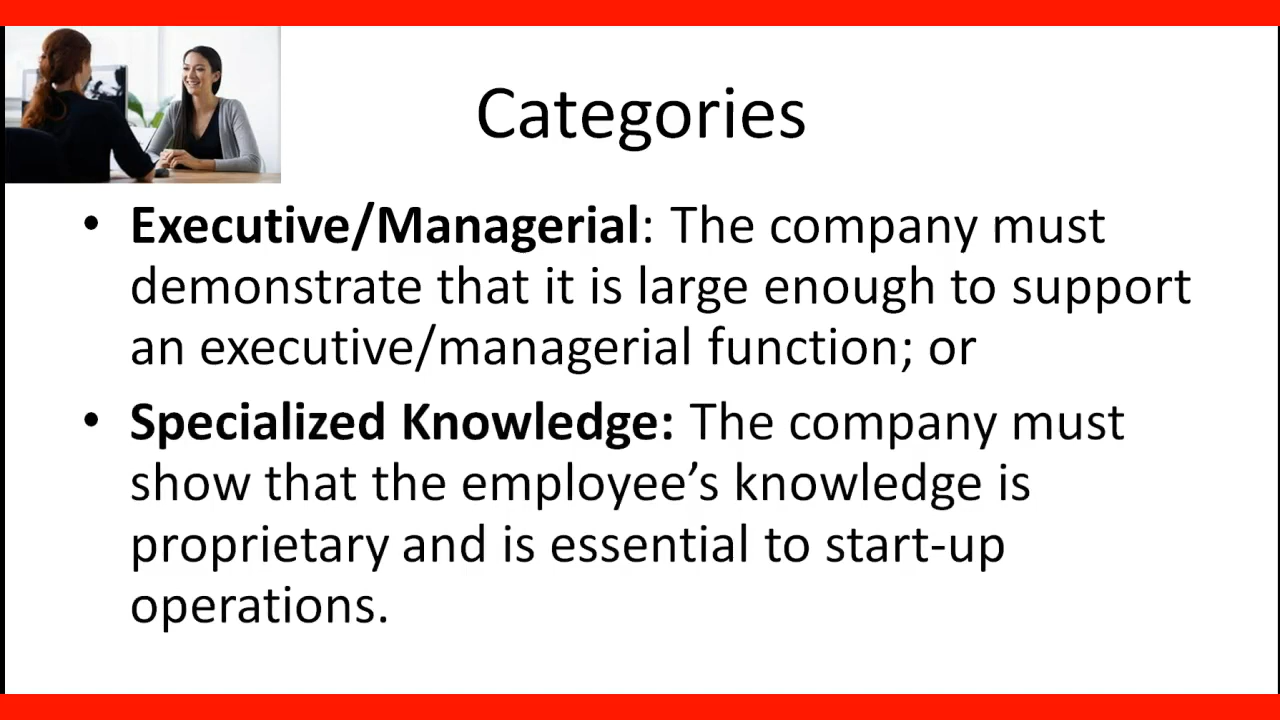 Categories
• Executive/Managerial: The company must
demonstrate that it is large enough to support
an executive/managerial function; or
• Specialized Knowledge: The company must
show that the employee’s knowledge is
proprietary and is essential to start-up
operations.